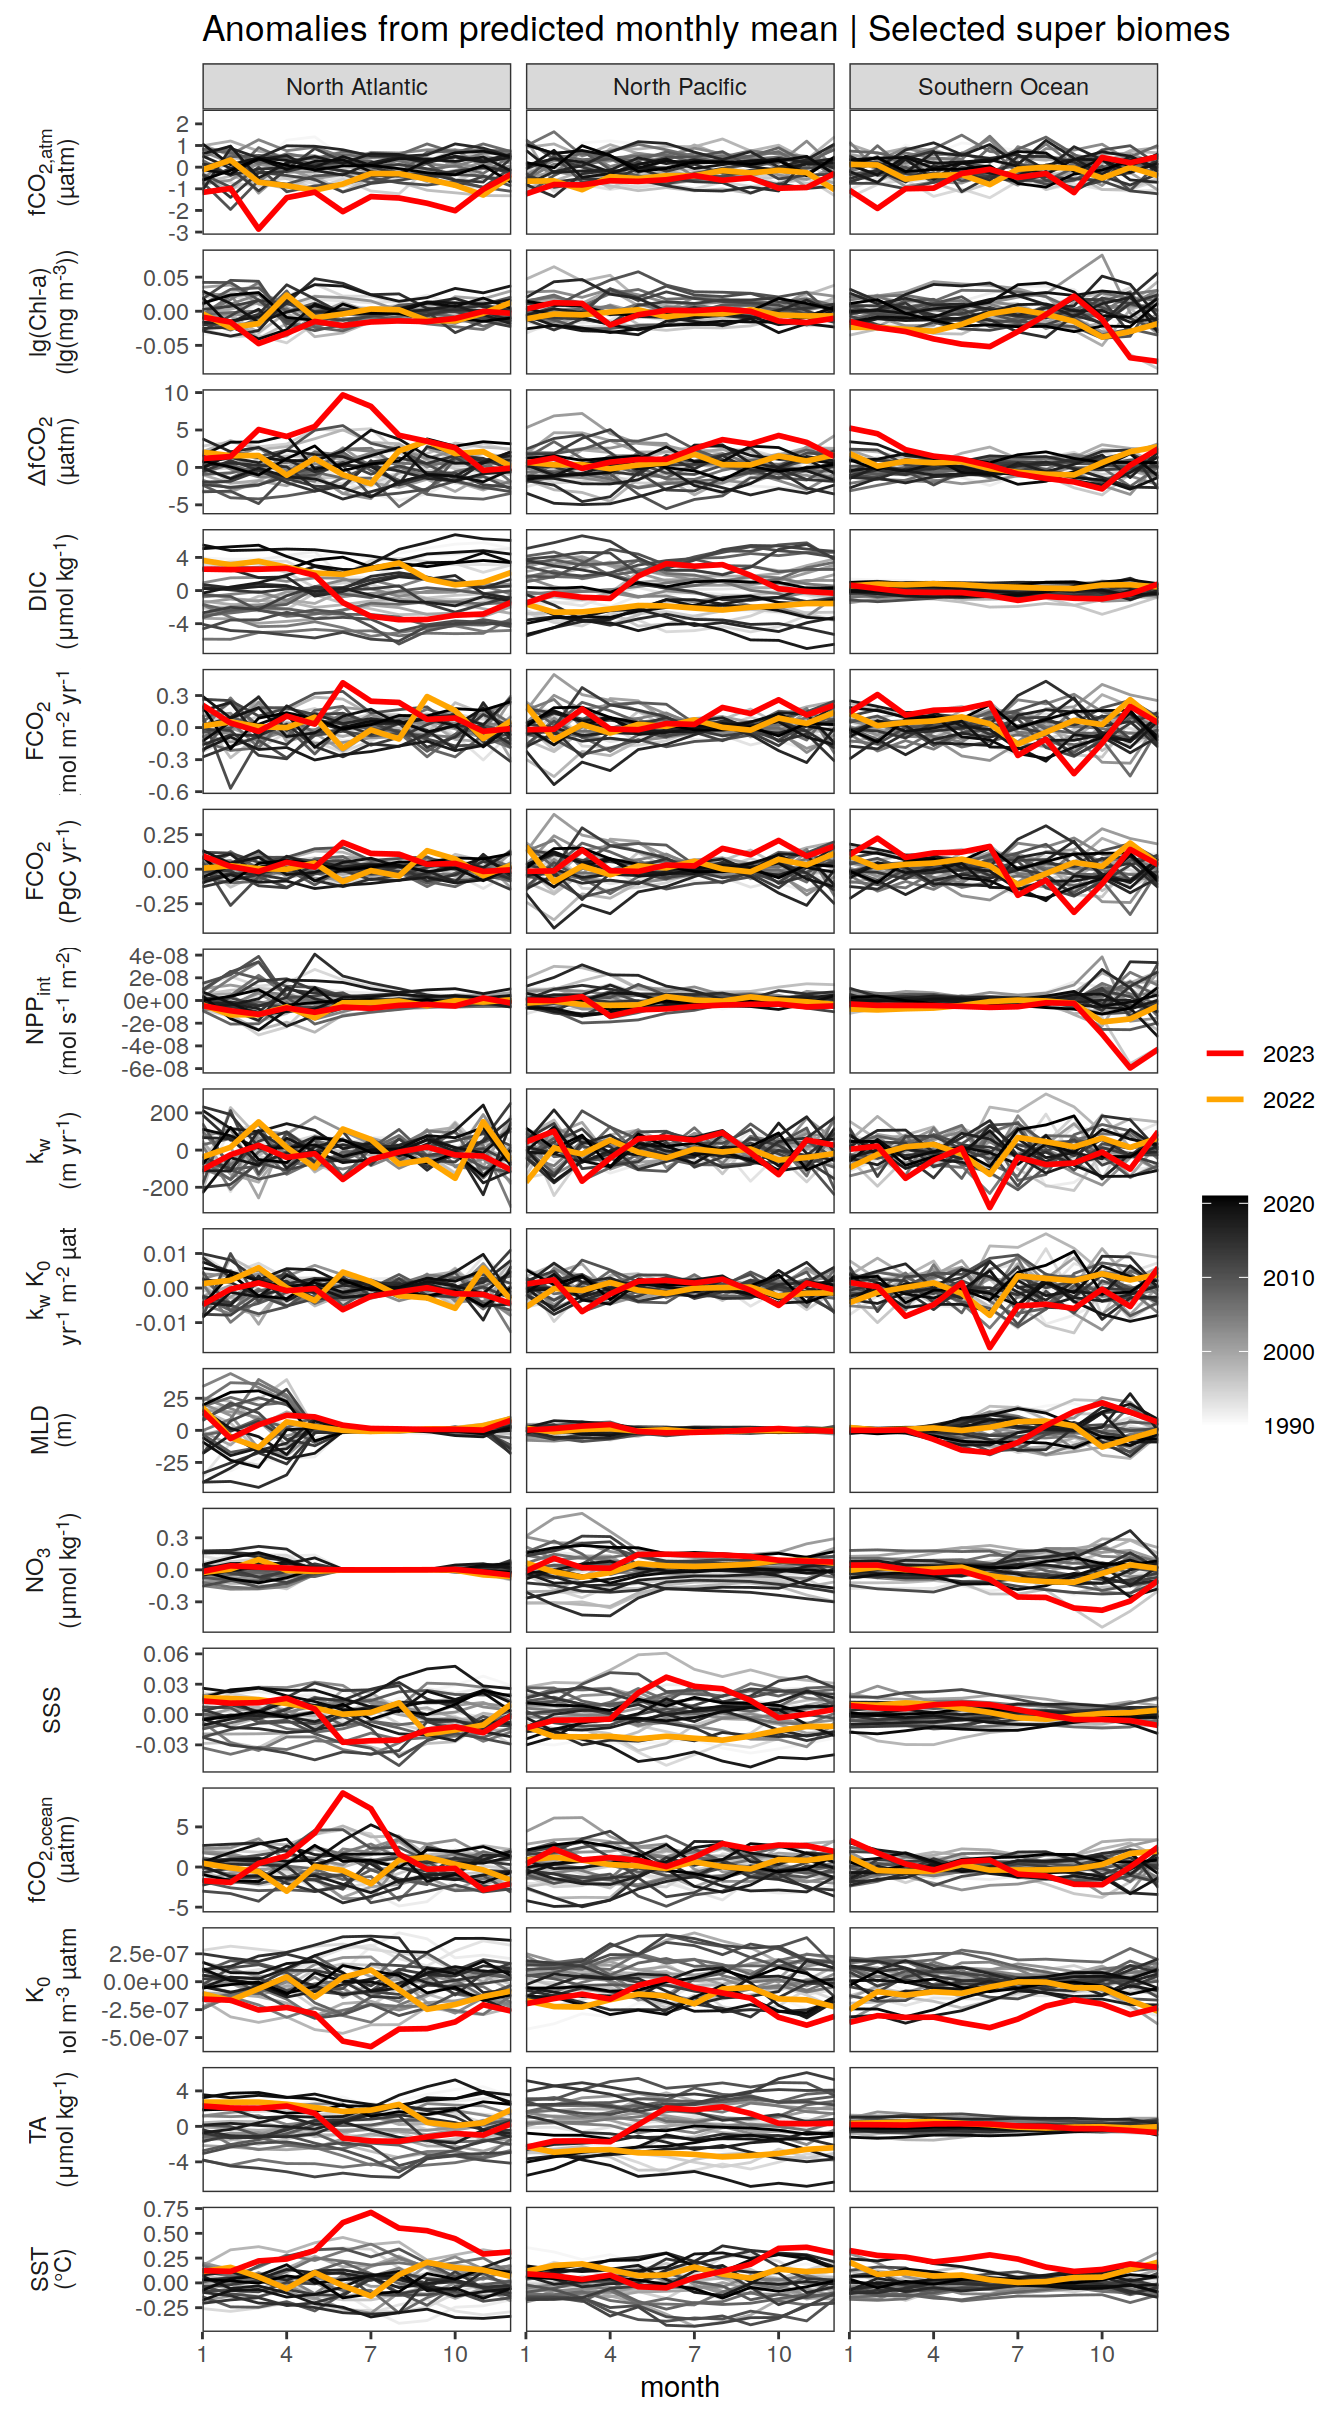 Anomalies from predicted monthly mean | Selected super biomes
North Atlantic North Pacific Southern Ocean
fCO2,atm
(µatm)
2
1
0
-1
-2
-3
lg(Chl-a)
(lg(mg m-3))
0.05
0.00
-0.05
ΔfCO2
(µatm)
10
5
0
-5
DIC
(µmol kg-1)
4
0
-4
FCO2
mol m-2 yr-1
0.3
0.0
-0.3
-0.6
FCO2
(PgC yr-1)
0.25
0.00
-0.25
NPPint
(mol s-1 m-2)
4e-08
2e-08
0e+00
-2e-08
-4e-08
-6e-08
kw
(m yr-1)
200
0
-200
kw K0
yr-1 m-2 µat
0.01
0.00
-0.01
MLD
(m)
25
0
-25
NO3
(µmol kg-1)
0.3
0.0
-0.3
SSS
0.06
0.03
0.00
-0.03
fCO2,ocean
(µatm)
5
0
-5
K0
ol m-3 µatm
2.5e-07
0.0e+00
-2.5e-07
-5.0e-07
TA
(µmol kg-1)
4
0
-4
SST
(°C)
0.75
0.50
0.25
0.00
-0.25
1 4 7 10 1 4 7 10 1 4 7 10
month
2023
2022
2020
2010
2000
1990